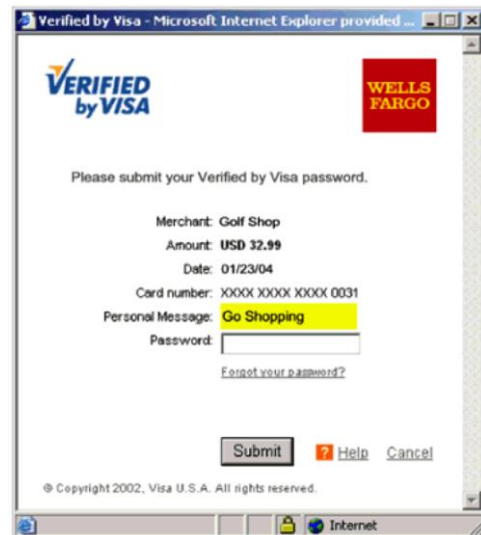 Verified by Visa - Microsoft Internet Explorer provided ...
VERIFIED
by VISA
WELLS
FARGO
Please submit your Verified by Visa password.
Merchant: Golf Shop
Amount: USD 32.99
Date: 01/23/04
Card number: XXXX XXXX XXXX 0031
Personal Message: Go Shopping
Password:
Forgot your password?
Submit ? Help Cancel
© Copyright 2002, Visa U.S.A. All rights reserved.
Internet